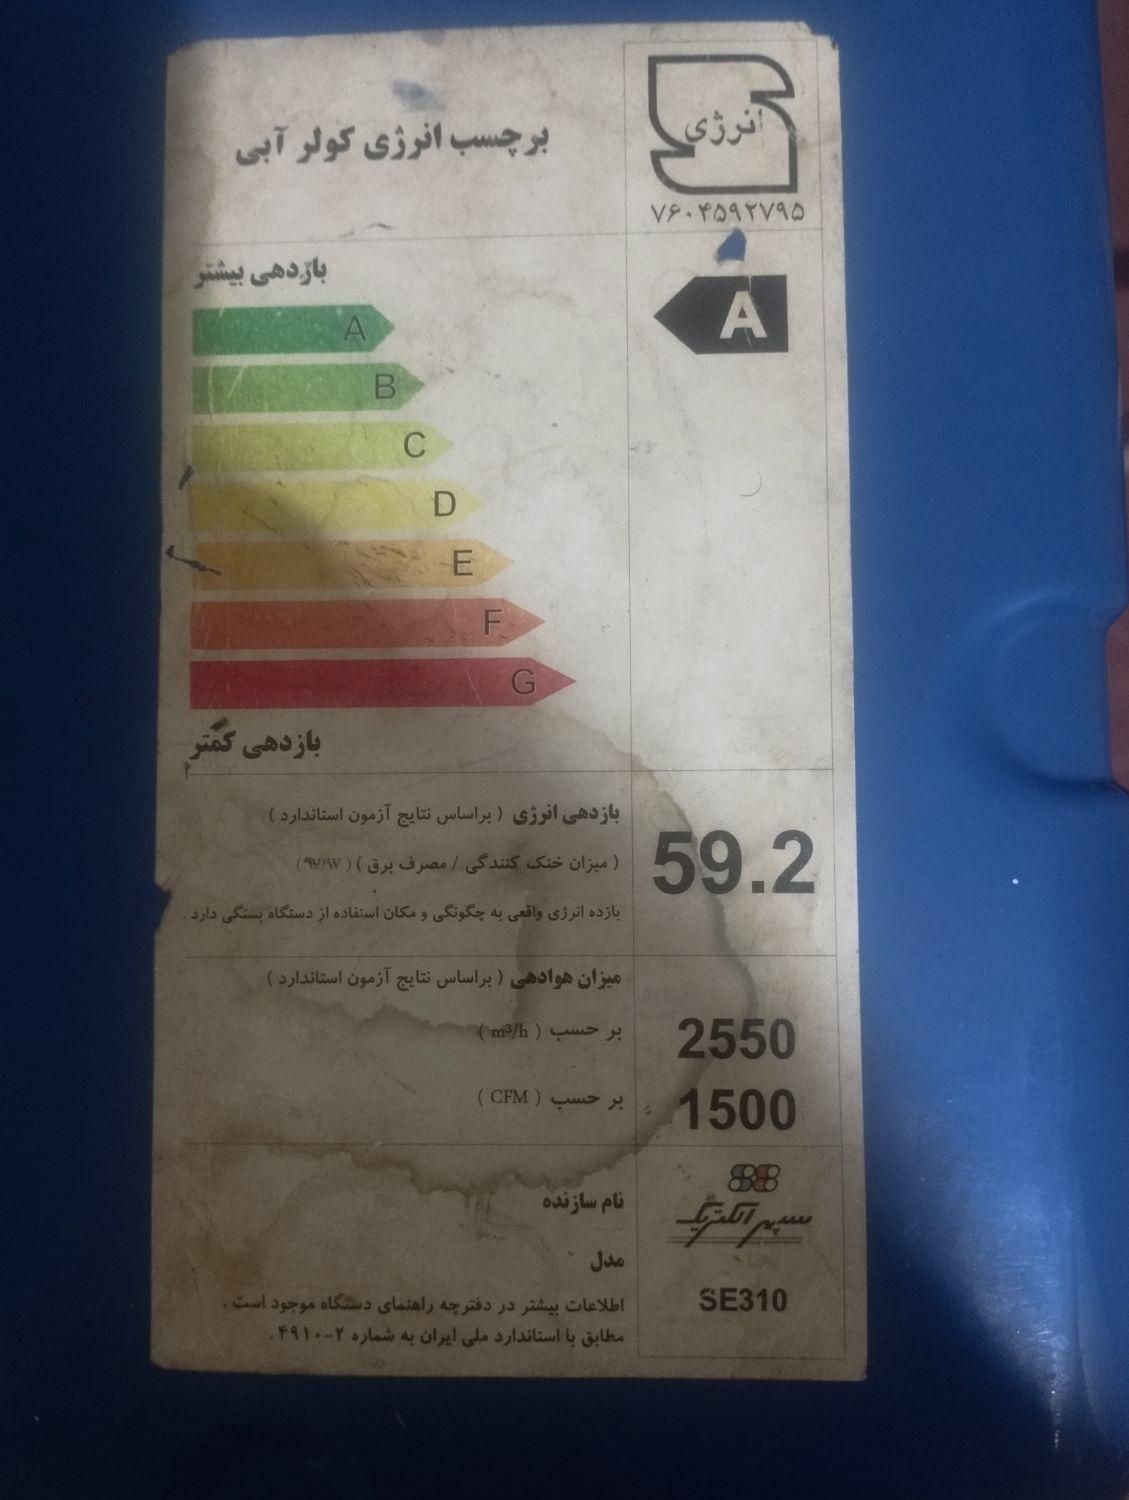 انرژی
۷۶۰۴۵۹۲۷۹۵
برچسب انرژی کولر آبی
بازدهی بیشتر
A
A
B
C
D
E
F
G
بازدهی کمتر
بازدهی انرژی ( براساس نتایج آزمون استاندارد )
( میزان خنک کنندگی / مصرف برق ) ( W/W )
بازده انرژی واقعی به چگونگی و مکان استفاده از دستگاه بستگی دارد .
59.2
میزان هوادهی ( براساس نتایج آزمون استاندارد )
بر حسب ( m³/h )
2550
بر حسب ( CFM )
1500
نام سازنده
سپهر الکتریک
مدل
SE310
اطلاعات بیشتر در دفترچه راهنمای دستگاه موجود است .
مطابق با استاندارد ملی ایران به شماره ۲-۴۹۱۰ .